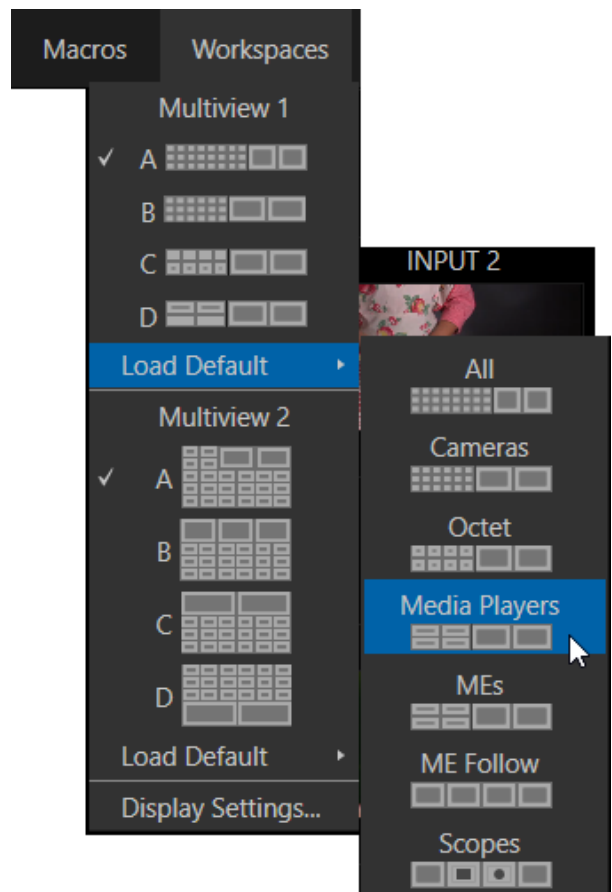 Macros Workspaces
Multiview 1
A
B
C
D
Load Default
Multiview 2
A
B
C
D
Load Default
Display Settings...
INPUT 2
All
Cameras
Octet
Media Players
MEs
ME Follow
Scopes